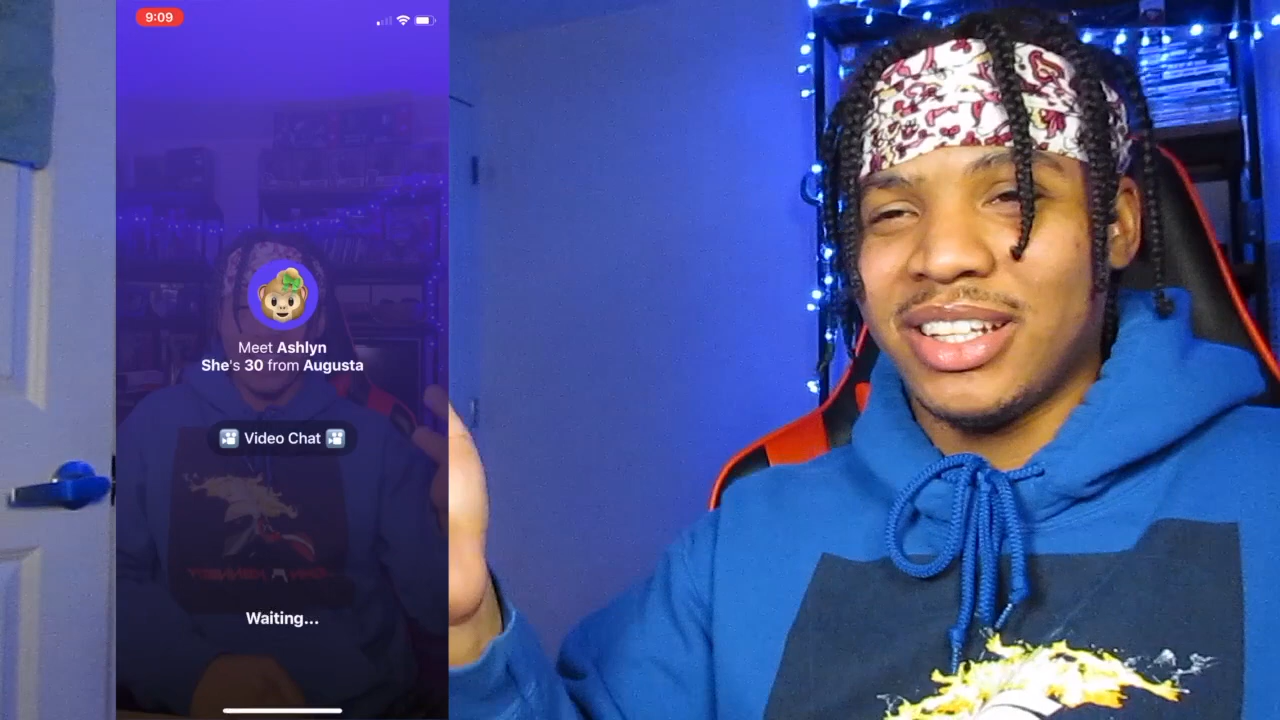 9:09
Meet Ashlyn
She's 30 from Augusta
Video Chat
Waiting...